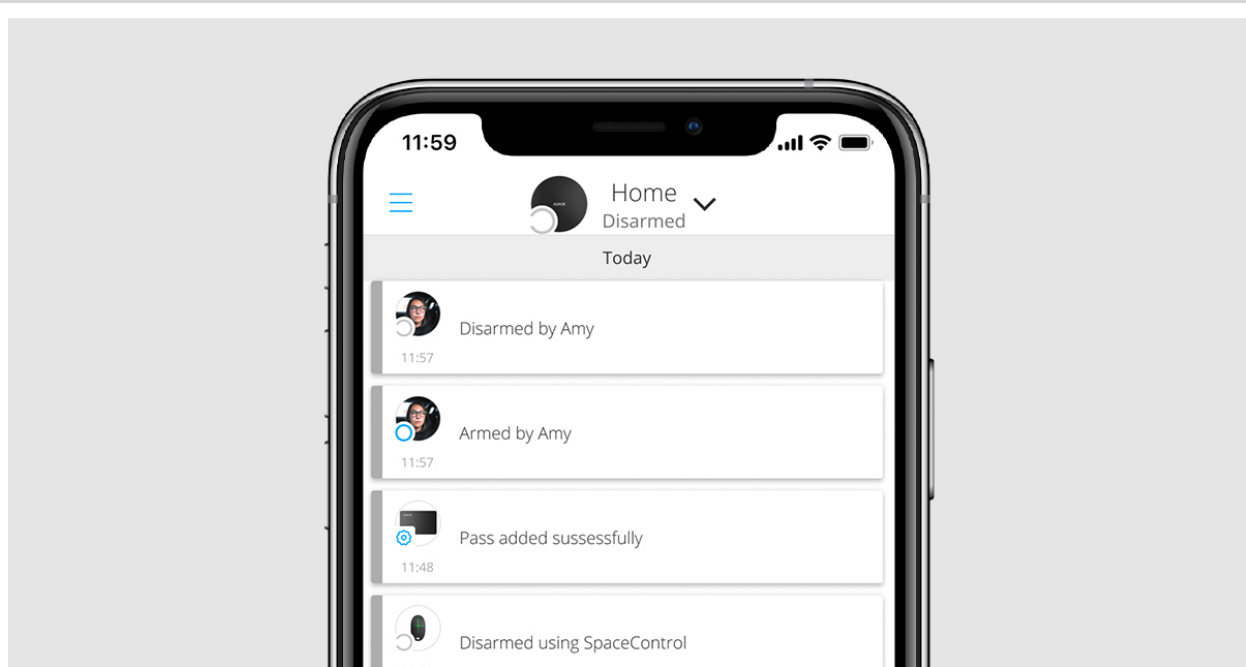 11:59
Home
Disarmed
Today
Disarmed by Amy
11:57
Armed by Amy
11:57
Pass added sussessfully
11:48
Disarmed using SpaceControl